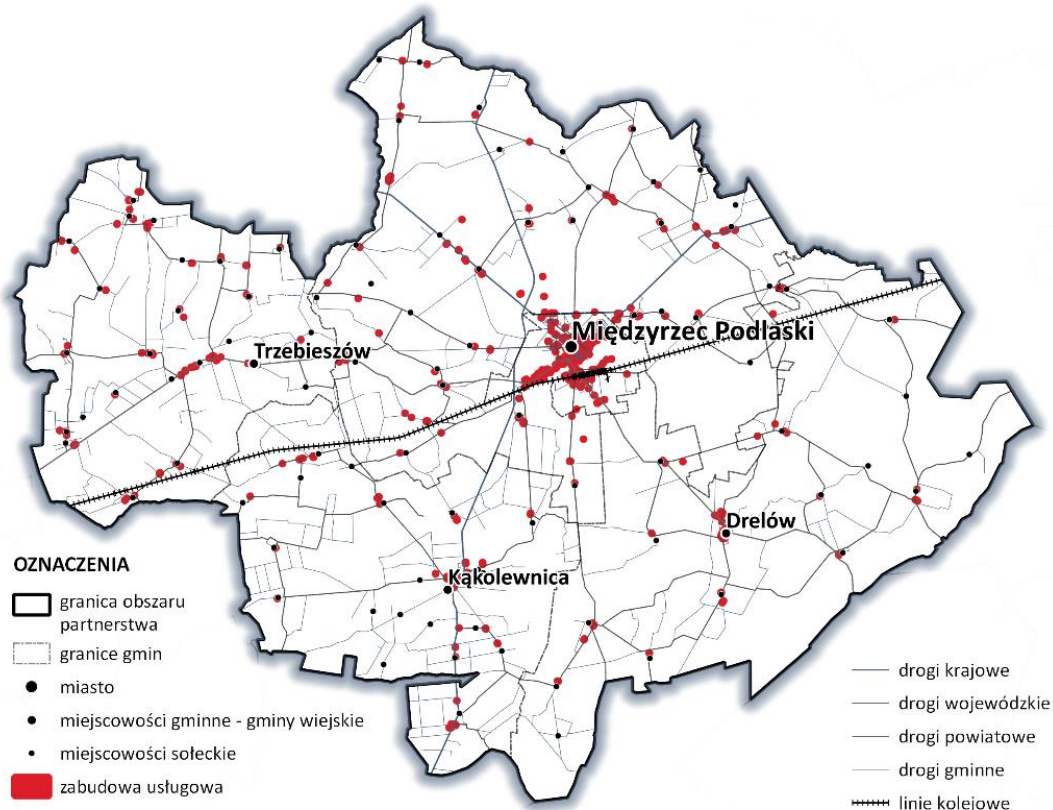 Międzyrzec Podlaski
Trzebieszów
Drelów
Kąkolewnica
OZNACZENIA
granica obszaru
partnerstwa
granice gmin
miasto
miejscowości gminne - gminy wiejskie
miejscowości sołeckie
zabudowa usługowa
drogi krajowe
drogi wojewódzkie
drogi powiatowe
drogi gminne
linie kolejowe